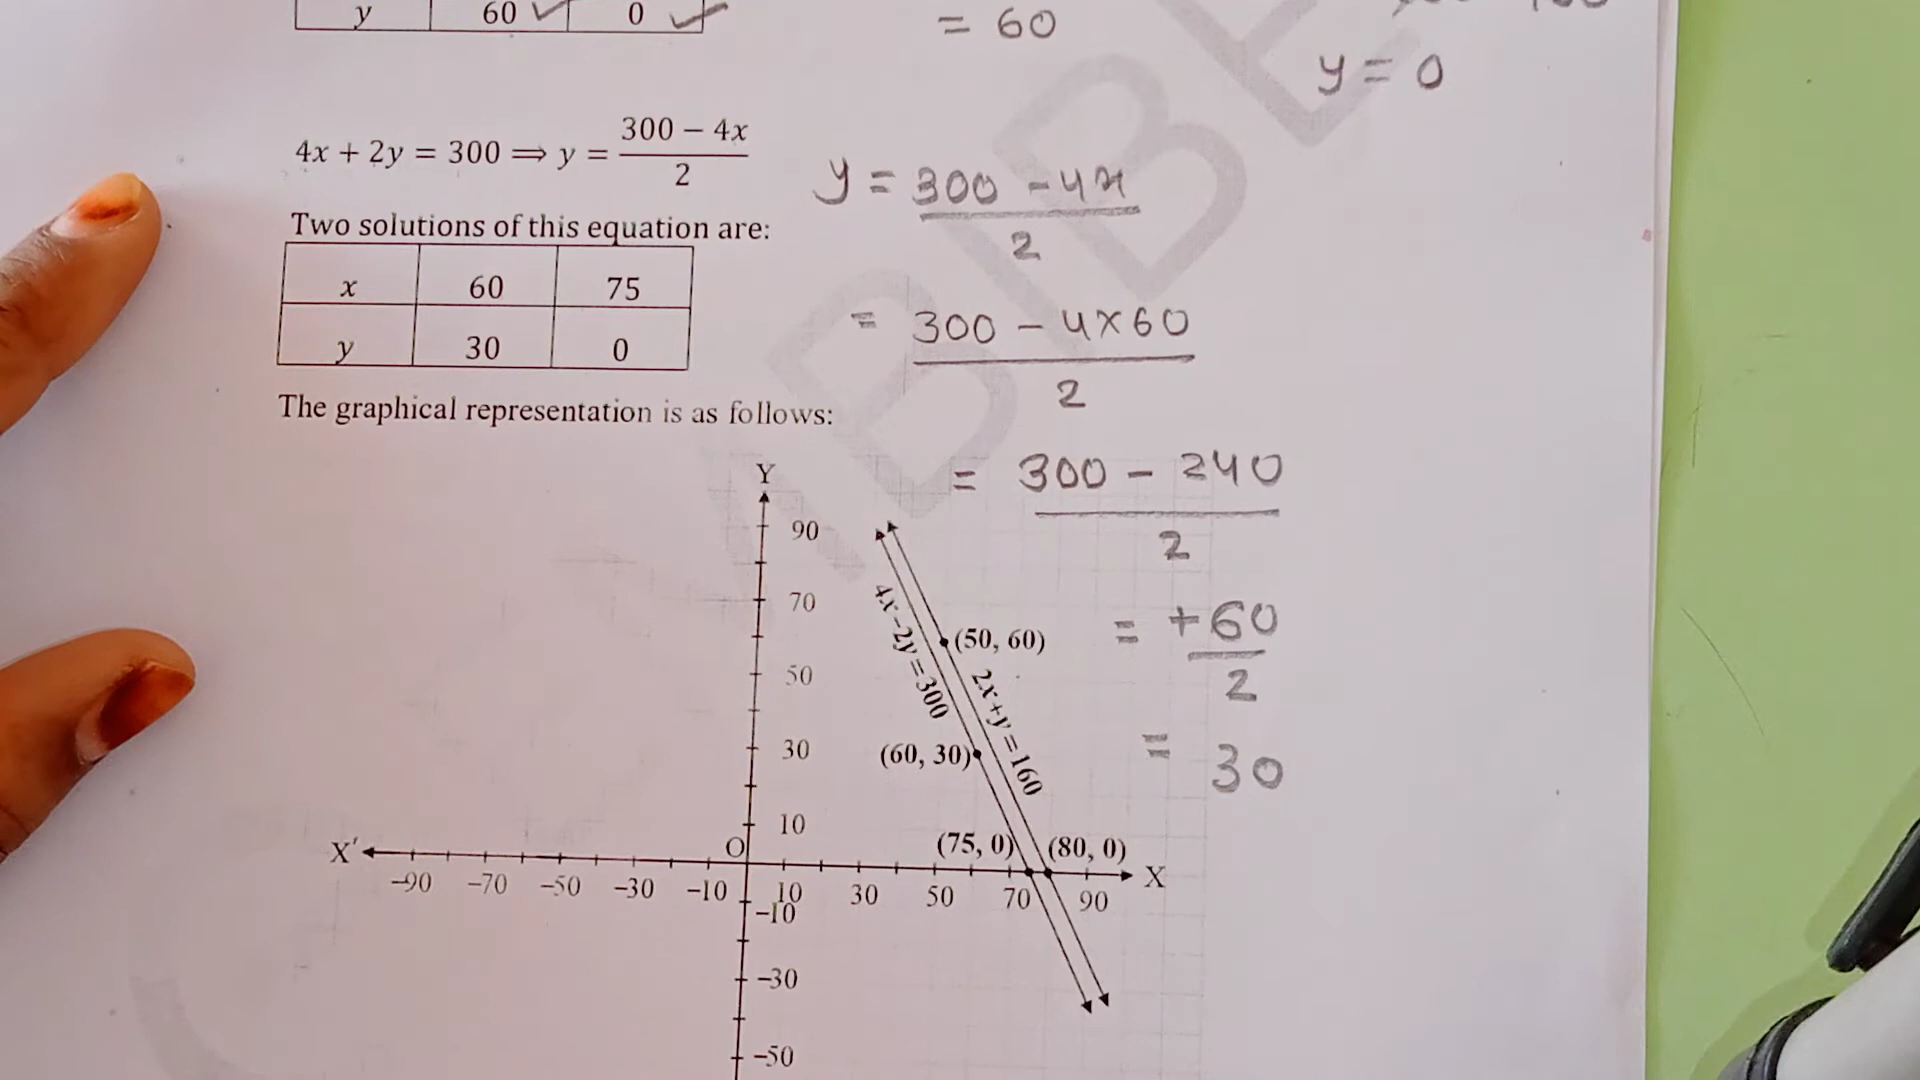 y 60 0
= 60
y = 0
4x + 2y = 300 ⟹ y = (300 − 4x)/2
y = 300 - 4x
2
Two solutions of this equation are:
x 60 75
y 30 0
= 300 - 4×60
2
The graphical representation is as follows:
= 300 - 240
2
= +60
2
= 30
Y
90
70
50
30
10
4x -2y = 300
(50, 60)
2x+y = 160
(60, 30)
(75, 0)
(80, 0)
X′
O
X
−90 −70 −50 −30 −10 10 30 50 70 90
−10
−30
−50